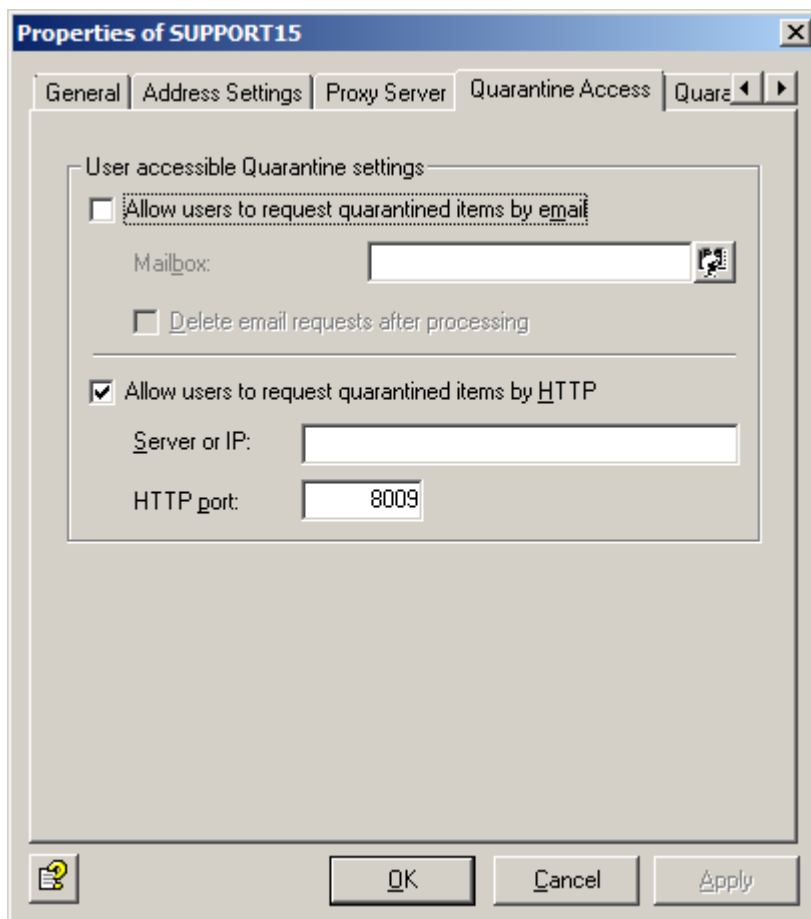 Properties of SUPPORT15
General Address Settings Proxy Server Quarantine Access
User accessible Quarantine settings
Allow users to request quarantined items by email
Mailbox:
Delete email requests after processing
Allow users to request quarantined items by HTTP
Server or IP:
HTTP port: 8009
OK Cancel Apply